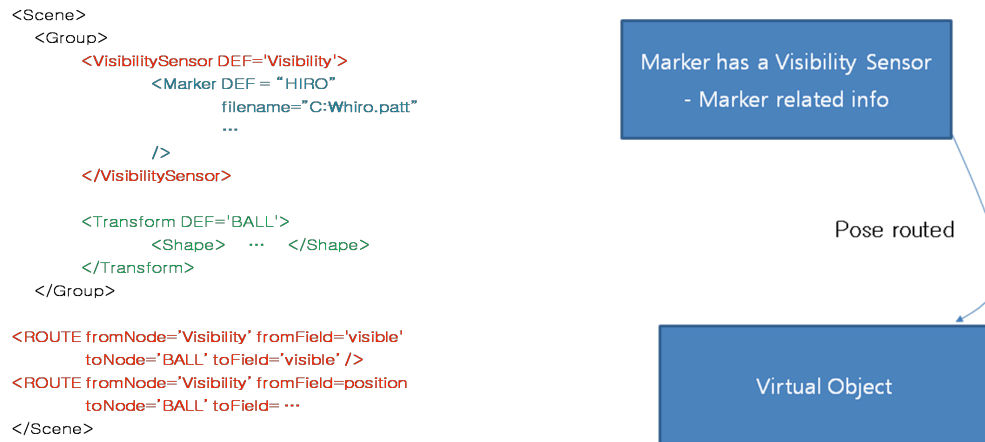 <Scene>
<Group>
<VisibilitySensor DEF='Visibility'>
<Marker DEF = “HIRO”
filename=”C:₩hiro.patt”
…
/>
</VisibilitySensor>
<Transform DEF='BALL'>
<Shape> … </Shape>
</Transform>
</Group>
<ROUTE fromNode=’Visibility’ fromField='visible'
toNode=’BALL’ toField=’visible’ />
<ROUTE fromNode=’Visibility’ fromField=position
toNode=’BALL’ toField= …
</Scene>
Marker has a Visibility Sensor
- Marker related info
Pose routed
Virtual Object